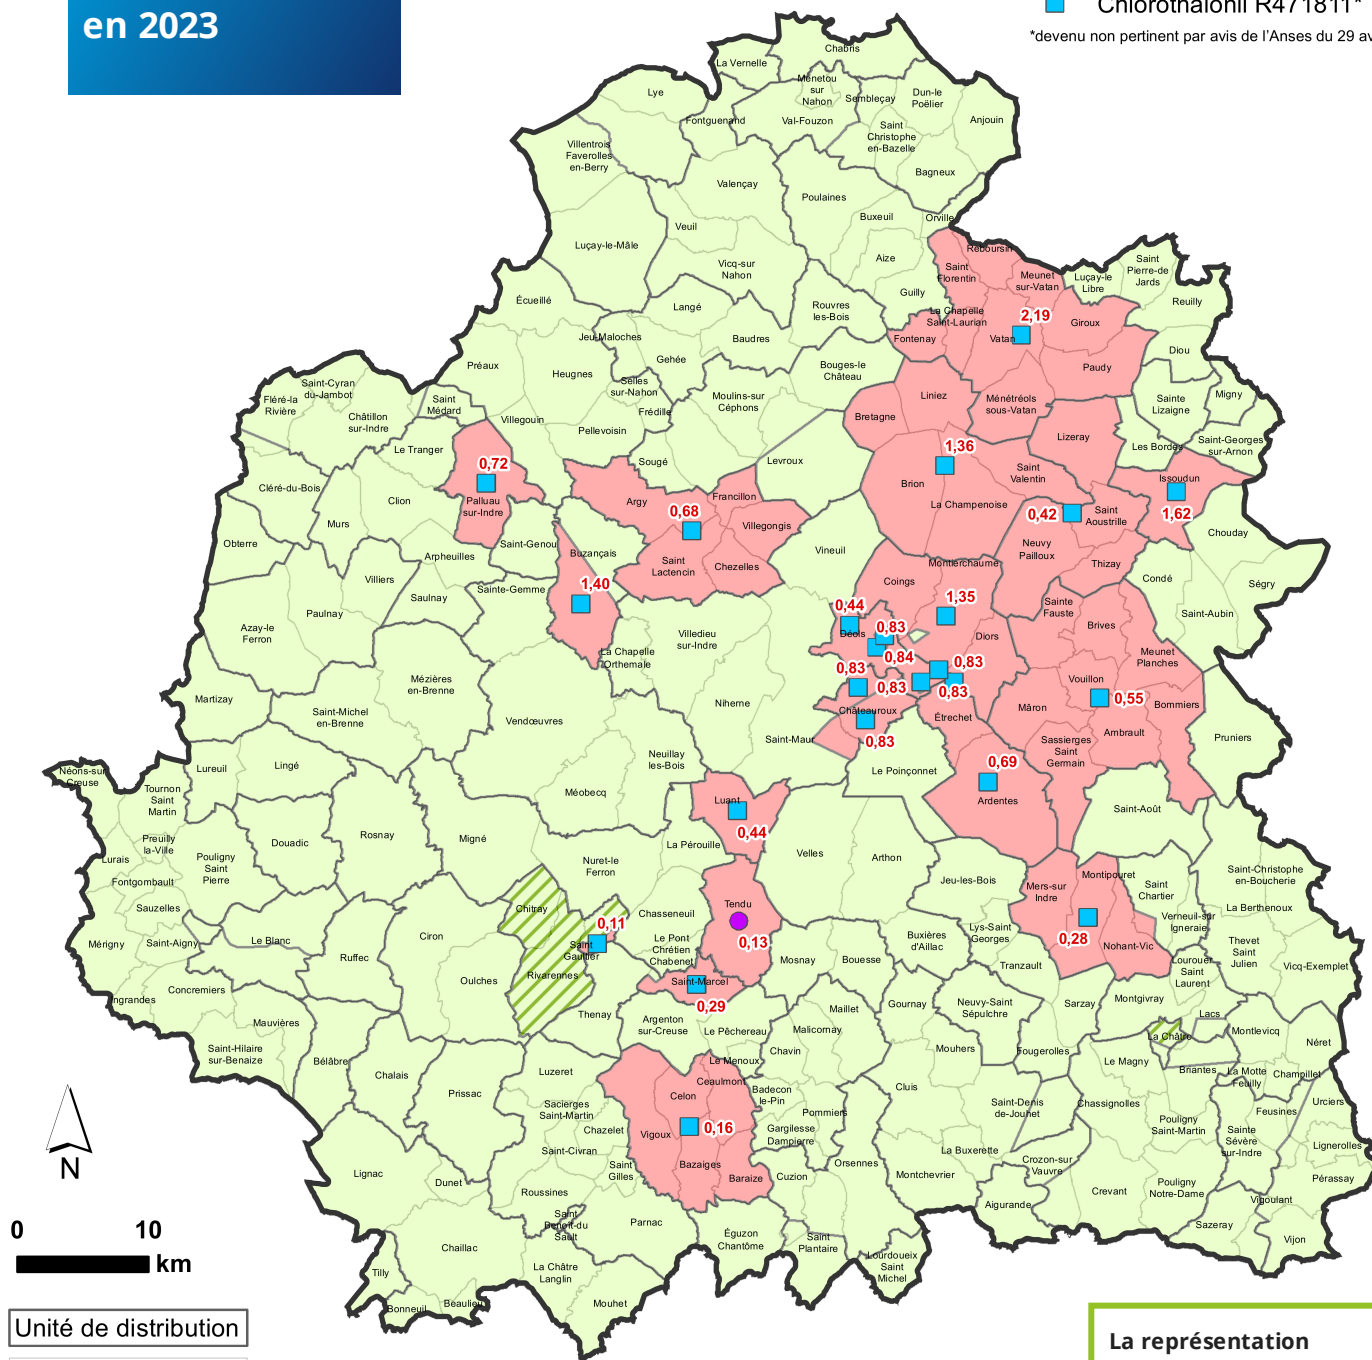 en 2023
Chlorothalonil R471811*
*devenu non pertinent par avis de l'Anses du 29
Chabris
La Vernelle
Menetou
sur
Nahon
Lye
Sembleçay
Dun-le
Poëlier
Fontguenand
Val-Fouzon
Anjouin
Saint
Christophe
en-Bazelle
Villentrois
Faverolles
en-Berry
Bagneux
Valençay
Poulaines
Buxeuil
Orville
Veuil
Luçay-le-Mâle
Reboursin
Aize
Vicq-sur
Nahon
Saint
Florentin
Meunet
sur-Vatan
Luçay-le
Libre
Saint
Pierre-de
Jards
Guilly
Reuilly
Écueillé
Langé
Rouvres
les-Bois
La Chapelle
Saint-Laurian
2,19
Giroux
Jeu-Maloches
Baudres
Fontenay
Vatan
Diou
Gehée
Préaux
Heugnes
Bouges-le
Château
Paudy
Saint-Cyran
du-Jambot
Selles
sur-Nahon
Liniez
Ménétréols
sous-Vatan
Sainte
Lizaigne
Migny
Fléré-la
Rivière
Saint
Médard
Moulins-sur
Céphons
Frédille
Châtillon
sur-Indre
Villegouin
Pellevoisin
Bretagne
Lizeray
Les Bordes
Saint-Georges
sur-Arnon
Le Tranger
1,36
0,72
Sougé
Levroux
Saint
Valentin
Issoudun
Cléré-du-Bois
Clion
Palluau
sur-Indre
Argy
Francillon
Brion
La Champenoise
0,68
0,42
Saint
Aoustrille
1,62
Murs
Villegongis
Chouday
Obterre
Saint-Genou
Buzançais
Vineuil
Neuvy
Pailloux
Arpheuilles
Saint
Lactencin
Chezelles
Montierchaume
Thizay
Villiers
Coings
Condé
Ségry
Sainte-Gemme
1,40
Saulnay
1,35
0,44
Sainte
Fauste
Paulnay
Saint-Aubin
Azay-le
Ferron
Déols
0,83
Brives
Villedieu
sur-Indre
Diors
La Chapelle
Orthemale
0,84
0,83
Meunet
Planches
0,83
Vouillon
Mézières
en-Brenne
0,83
0,83
0,55
Martizay
Niherne
Bommiers
Mâron
Saint-Michel
en-Brenne
Châteauroux
Étrechet
Vendœuvres
Ambrault
Saint-Maur
0,83
Pruniers
Sassierges
Saint
Germain
Neuillay
les-Bois
0,69
Lingé
Lureuil
Le Poinçonnet
Néons-sur
Creuse
Méobecq
Tournon
Saint
Martin
Luant
Ardentes
Saint-Août
0,44
Rosnay
Migné
Preuilly
la-Ville
Douadic
La Pérouille
Velles
Arthon
Lurais
Nuret-le
Ferron
Pouligny
Saint
Pierre
Saint-Christophe
en-Boucherie
Fontgombault
Jeu-les-Bois
Mers-sur
Indre
Montipouret
Saint
Chartier
Sauzelles
Chitray
Tendu
La Berthenoux
Chasseneuil
0,11
Verneuil-sur
Igneraie
Ciron
Lys-Saint
Georges
0,28
Mérigny
Saint-Aigny
Le Blanc
Saint
Gaultier
Le Pont
Chrétien
Chabenet
0,13
Buxières
d'Aillac
Nohant-Vic
Thevet
Saint
Julien
Ruffec
Mosnay
Bouesse
Tranzault
Lourouer
Saint
Laurent
Vicq-Exemplet
Rivarennes
Oulches
Saint-Marcel
Concremiers
Ingrandes
0,29
Maillet
Gournay
Neuvy-Saint
Sépulchre
Sarzay
Montgivray
Thenay
Argenton
sur-Creuse
Lacs
Mauvières
Le Pêchereau
Malicornay
Montlevicq
La Châtre
Saint-Hilaire
sur-Benaize
Bélâbre
Chavin
Mouhers
Fougerolles
Néret
Le Menoux
Le Magny
Briantes
La Motte
Feuilly
Champillet
Luzeret
Chalais
Ceaulmont
Prissac
Celon
Badecon
le-Pin
Cluis
Saint-Denis
de-Jouhet
Chassignolles
Urciers
Sacierges
Saint-Martin
Feusines
Pommiers
Pouligny
Saint-Martin
Chazelet
0,16
Vigoux
Gargilesse
Dampierre
Sainte
Sévère
sur-Indre
Lignerolles
Saint-Civran
La Buxerette
Saint
Gilles
Bazaiges
Orsennes
Crozon-sur
Vauvre
Lignac
Baraize
Cuzion
Montchevrier
Pérassay
Dunet
Roussines
Crevant
Pouligny
Notre-Dame
Vigoulant
Aigurande
Saint
Benoît-du
Sault
Parnac
Sazeray
0 10
km
Éguzon
Chantôme
Saint
Plantaire
Vijon
Chaillac
Lourdoueix
Saint
Michel
Tilly
La Châtre
Langlin
Bonneuil
Beaulieu
Mouhet
N
Unité de distribution
La représentation